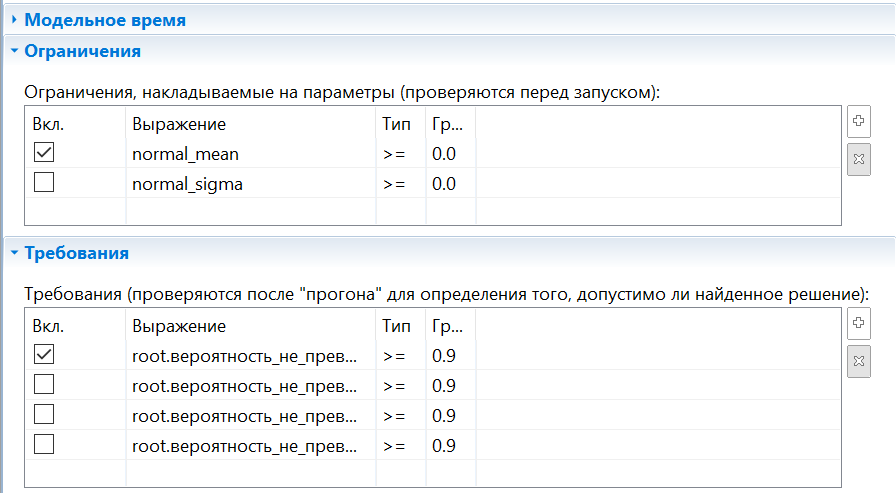 Модельное время
Ограничения
Ограничения, накладываемые на параметры (проверяются перед запуском):
Вкл. Выражение Тип Гр...
normal_mean >= 0.0
normal_sigma >= 0.0
Требования
Требования (проверяются после "прогона" для определения того, допустимо ли найденное решение):
Вкл. Выражение Тип Гр...
root.вероятность_не_прев... >= 0.9
root.вероятность_не_прев... >= 0.9
root.вероятность_не_прев... >= 0.9
root.вероятность_не_прев... >= 0.9